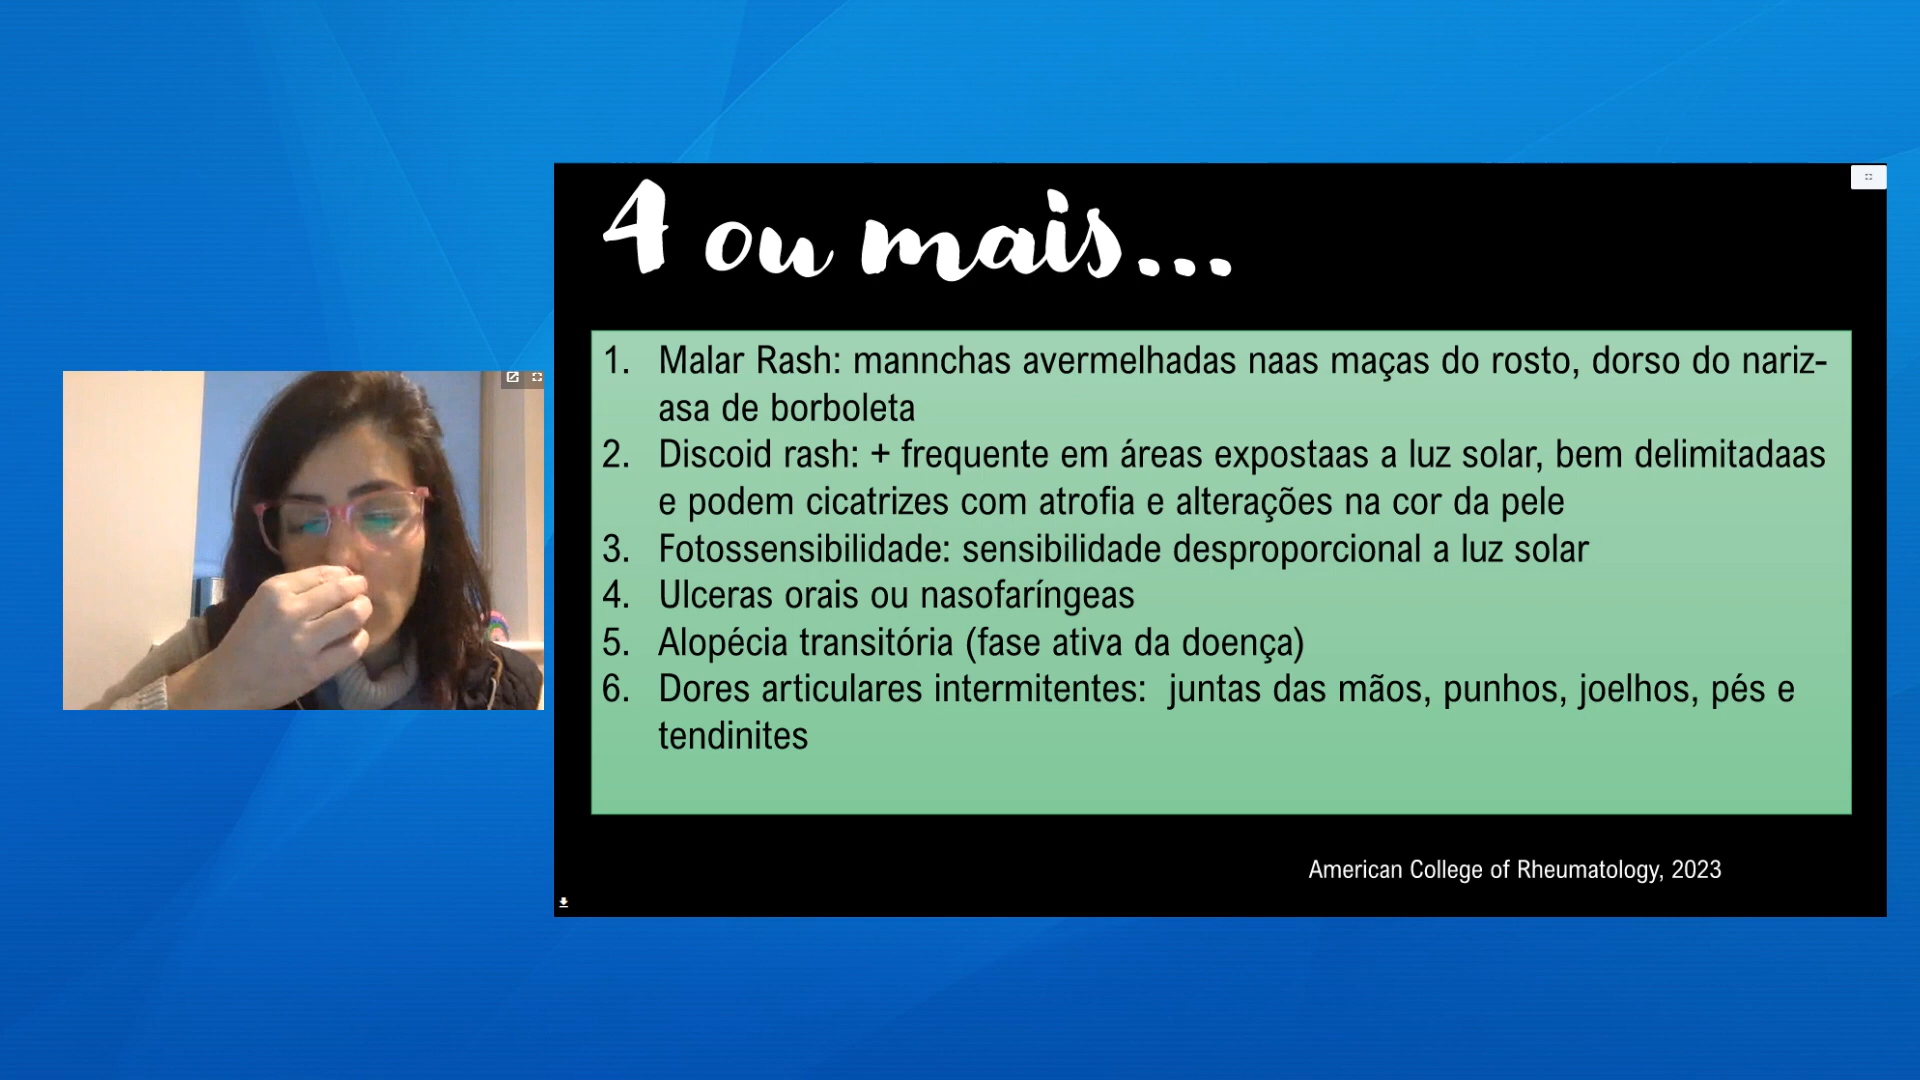 4 ou mais...
1. Malar Rash: mannchas avermelhadas naas maças do rosto, dorso do nariz-
asa de borboleta
2. Discoid rash: + frequente em áreas expostaas a luz solar, bem delimitadaas
e podem cicatrizes com atrofia e alterações na cor da pele
3. Fotossensibilidade: sensibilidade desproporcional a luz solar
4. Ulceras orais ou nasofaríngeas
5. Alopécia transitória (fase ativa da doença)
6. Dores articulares intermitentes:  juntas das mãos, punhos, joelhos, pés e
tendinites
American College of Rheumatology, 2023